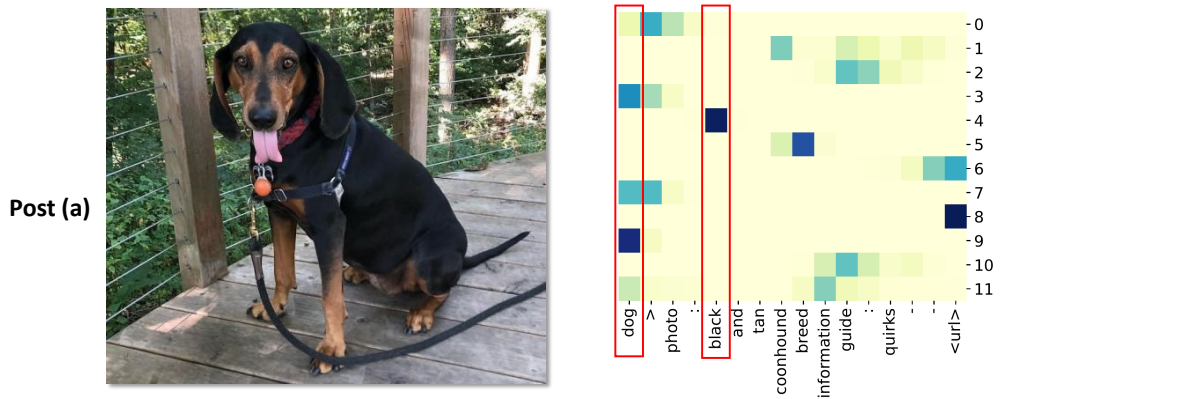 Post (a)
0
1
2
3
4
5
6
7
8
9
10
11
dog
>
photo
:
black
and
tan
coonhound
breed
information
guide
:
quirks
-
-
<url>